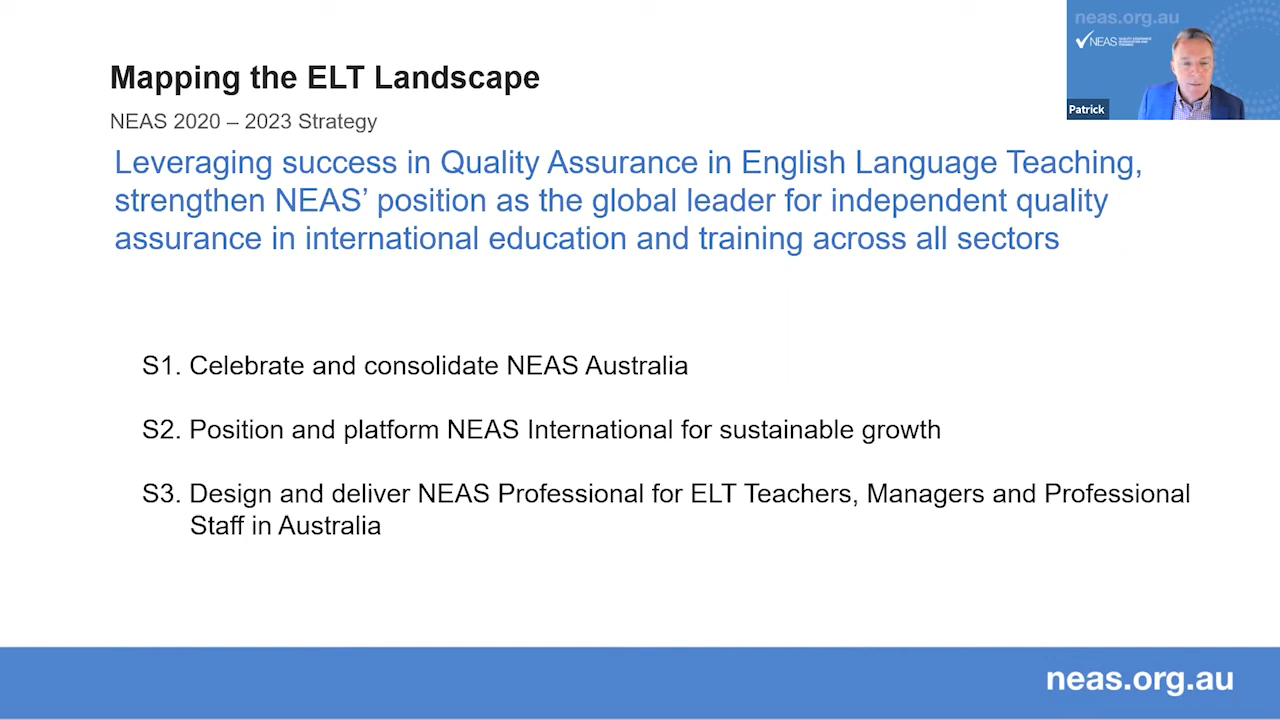 neas.org.au
NEAS
Patrick
Mapping the ELT Landscape
NEAS 2020 – 2023 Strategy
Leveraging success in Quality Assurance in English Language Teaching,
strengthen NEAS’ position as the global leader for independent quality
assurance in international education and training across all sectors
S1. Celebrate and consolidate NEAS Australia
S2. Position and platform NEAS International for sustainable growth
S3. Design and deliver NEAS Professional for ELT Teachers, Managers and Professional
Staff in Australia
neas.org.au